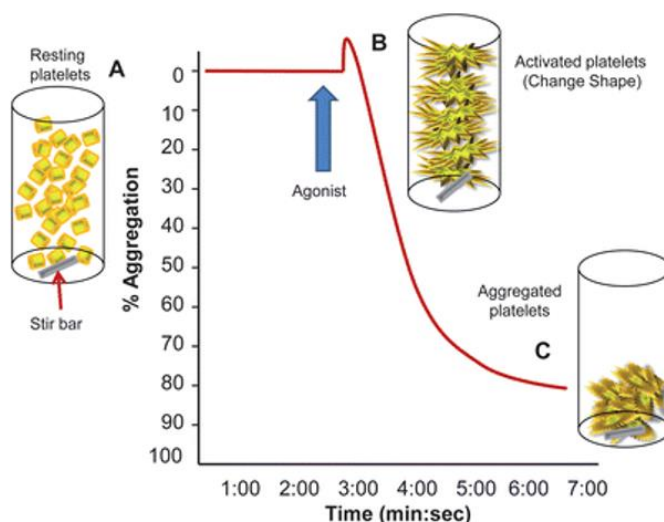 Resting
platelets
A
Stir bar
% Aggregation
0
10
20
30
40
50
60
70
80
90
100
Agonist
B
Activated platelets
(Change Shape)
Aggregated
platelets
C
1:00 2:00 3:00 4:00 5:00 6:00 7:00
Time (min:sec)